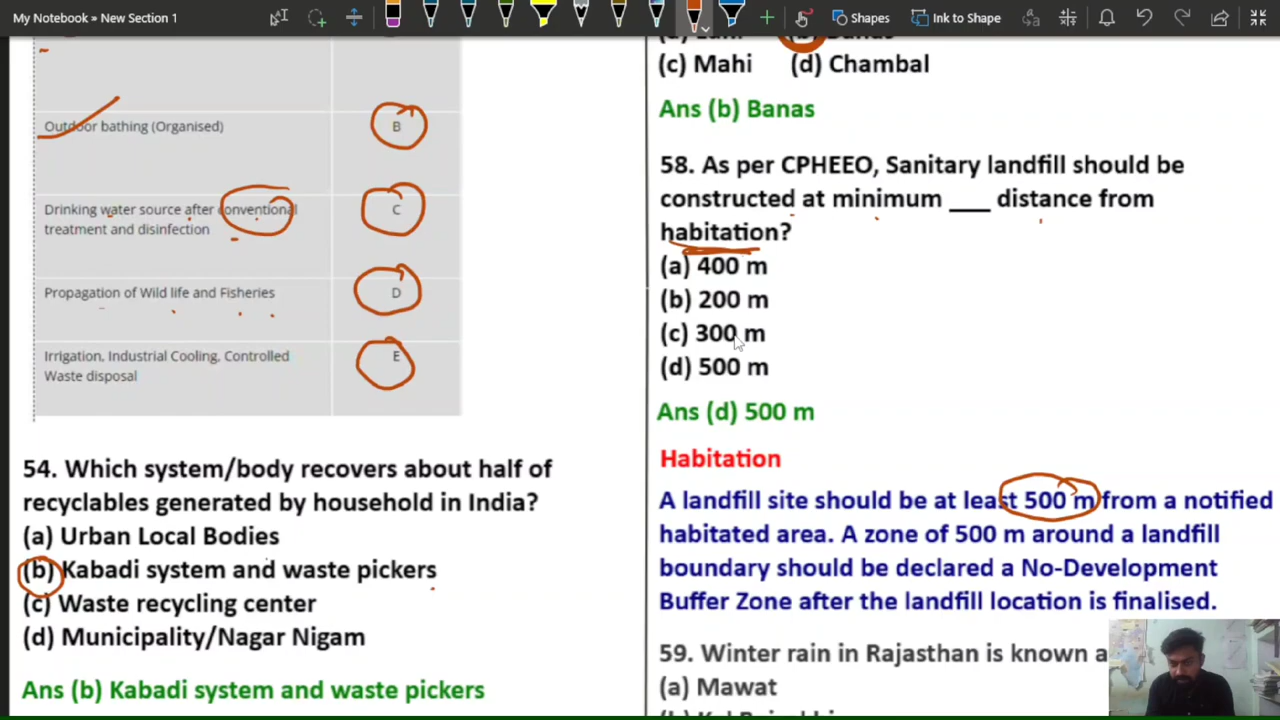 My Notebook » New Section 1
Shapes
Ink to Shape
Outdoor bathing (Organised)
B
Drinking water source after conventional
treatment and disinfection
C
Propagation of Wild life and Fisheries
D
Irrigation, Industrial Cooling, Controlled
Waste disposal
E
54. Which system/body recovers about half of
recyclables generated by household in India?
(a) Urban Local Bodies
(b) Kabadi system and waste pickers
(c) Waste recycling center
(d) Municipality/Nagar Nigam
Ans (b) Kabadi system and waste pickers
(c) Mahi (d) Chambal
Ans (b) Banas
58. As per CPHEEO, Sanitary landfill should be
constructed at minimum ___ distance from
habitation?
(a) 400 m
(b) 200 m
(c) 300 m
(d) 500 m
Ans (d) 500 m
Habitation
A landfill site should be at least 500 m from a notified
habitated area. A zone of 500 m around a landfill
boundary should be declared a No-Development
Buffer Zone after the landfill location is finalised.
59. Winter rain in Rajasthan is known a
(a) Mawat